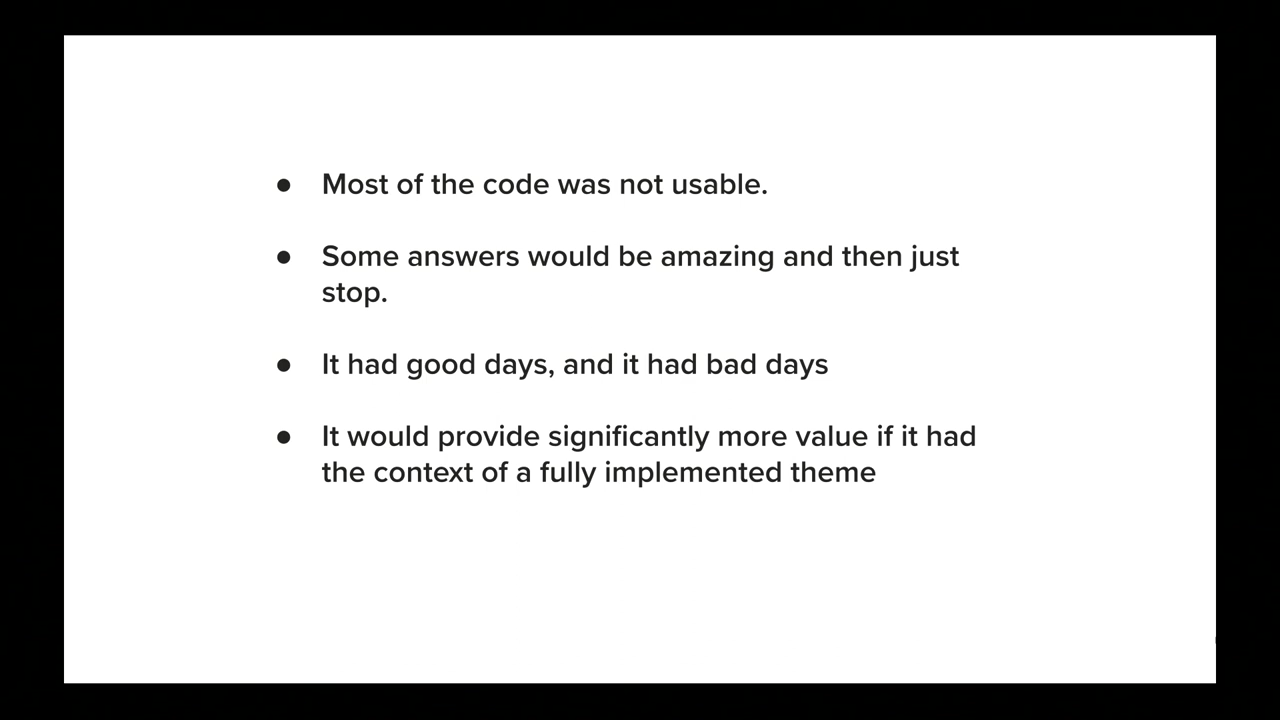 ● Most of the code was not usable.
● Some answers would be amazing and then just
stop.
● It had good days, and it had bad days
● It would provide significantly more value if it had
the context of a fully implemented theme